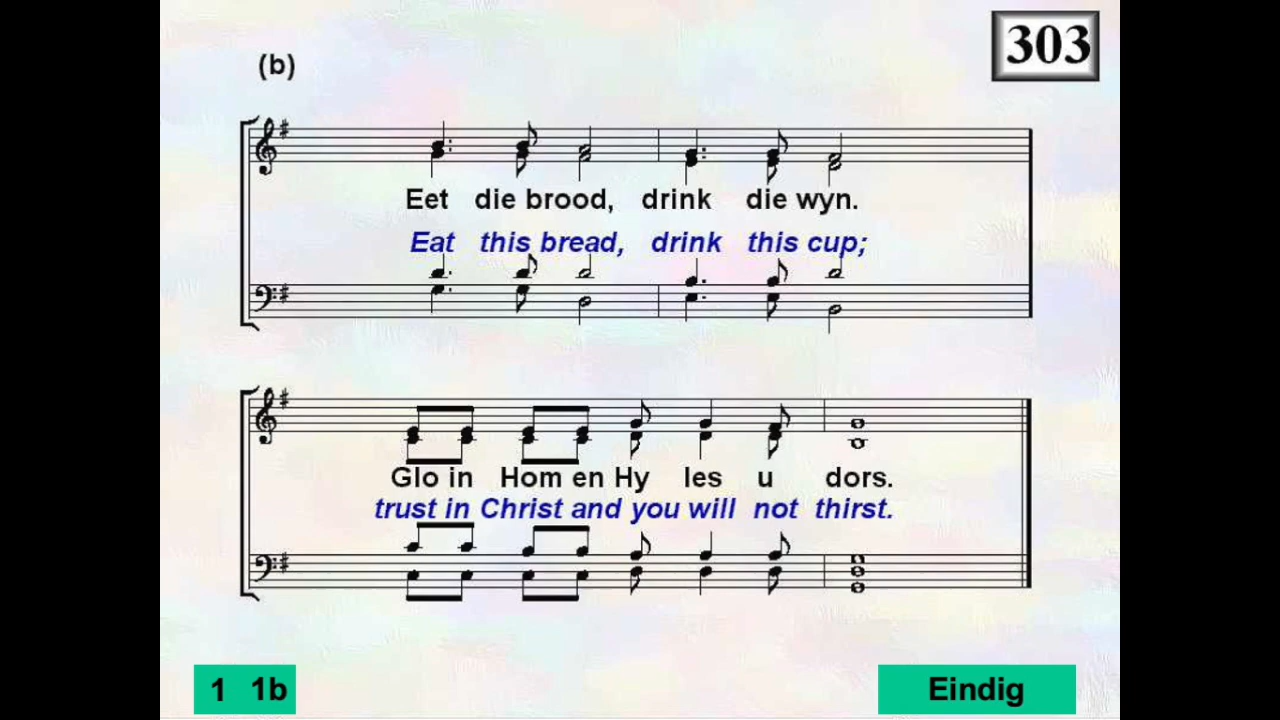 303
(b)
Eet die brood, drink die wyn.
Eat this bread, drink this cup;
Glo in Hom en Hy les u dors.
trust in Christ and you will not thirst.
1 1b
Eindig